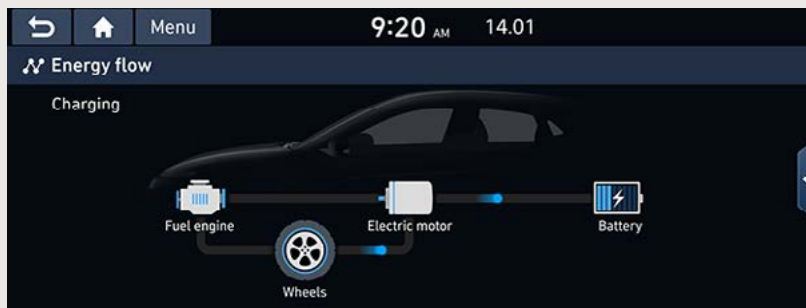 Menu
9:20 AM
14.01
Energy flow
Charging
Fuel engine
Electric motor
Battery
Wheels